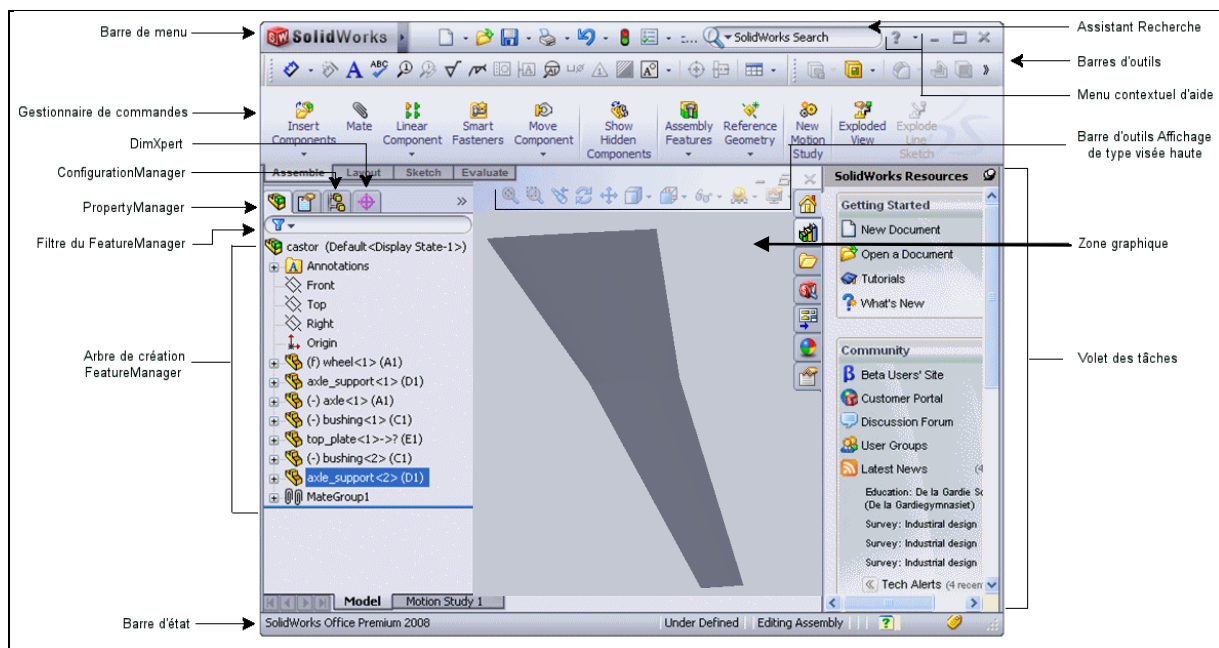 Barre de menu
Gestionnaire de commandes
DimXpert
ConfigurationManager
PropertyManager
Filtre du FeatureManager
Arbre de création
FeatureManager
Barre d'état
SolidWorks
SolidWorks Search
Insert
Components
Mate
Linear
Component
Smart
Fasteners
Move
Component
Show
Hidden
Components
Assembly
Features
Reference
Geometry
New
Motion
Study
Exploded
View
Explode
Line
Sketch
Assemble
Layout
Sketch
Evaluate
castor (Default<Display State-1>)
Annotations
Front
Top
Right
Origin
(f) wheel<1> (A1)
axle_support<1> (D1)
(-) axle<1> (A1)
(-) bushing<1> (C1)
top_plate<1>->? (E1)
(-) bushing<2> (C1)
axle_support<2> (D1)
MateGroup1
Model
Motion Study 1
SolidWorks Office Premium 2008
Under Defined
Editing Assembly
SolidWorks Resources
Getting Started
New Document
Open a Document
Tutorials
What's New
Community
Beta Users' Site
Customer Portal
Discussion Forum
User Groups
Latest News (4
Education: De la Gardie Sc
(De la Gardiegymnasiet)
Survey: Industiral design
Survey: Industrial design
Survey: Industrial design
Tech Alerts (4 recen
Assistant Recherche
Barres d'outils
Menu contextuel d'aide
Barre d'outils Affichage
de type visée haute
Zone graphique
Volet des tâches